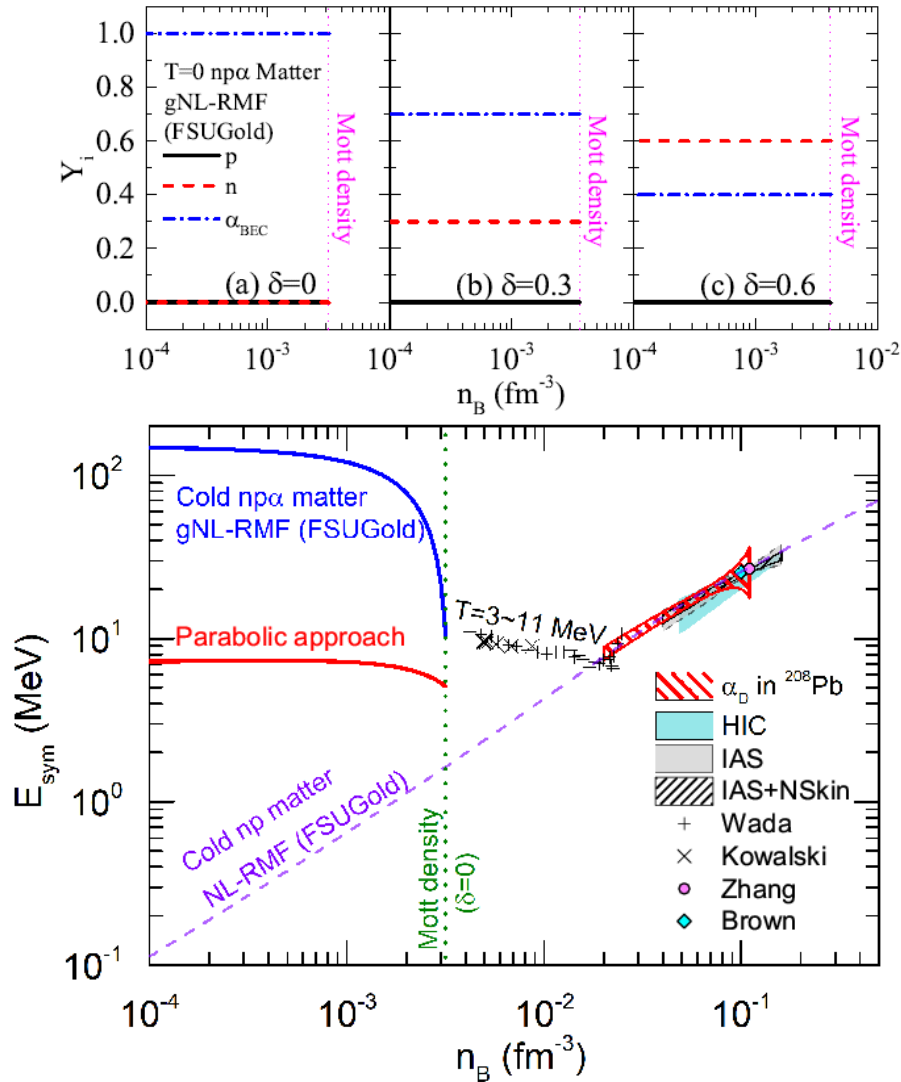 1.0
0.8
0.6
0.4
0.2
0.0
Y_i
T=0 npα Matter
gNL-RMF
(FSUGold)
p
n
α_BEC
Mott density
Mott density
Mott density
(a) δ=0
(b) δ=0.3
(c) δ=0.6
10^-4
10^-3
10^-4
10^-3
10^-4
10^-3
10^-2
n_B (fm^-3)
10^2
10^1
10^0
10^-1
E_sym (MeV)
Cold npα matter
gNL-RMF (FSUGold)
Parabolic approach
Cold np matter
NL-RMF (FSUGold)
Mott density
(δ=0)
T=3~11 MeV
α_D in ^208Pb
HIC
IAS
IAS+NSkin
Wada
Kowalski
Zhang
Brown
10^-4
10^-3
10^-2
10^-1
n_B (fm^-3)